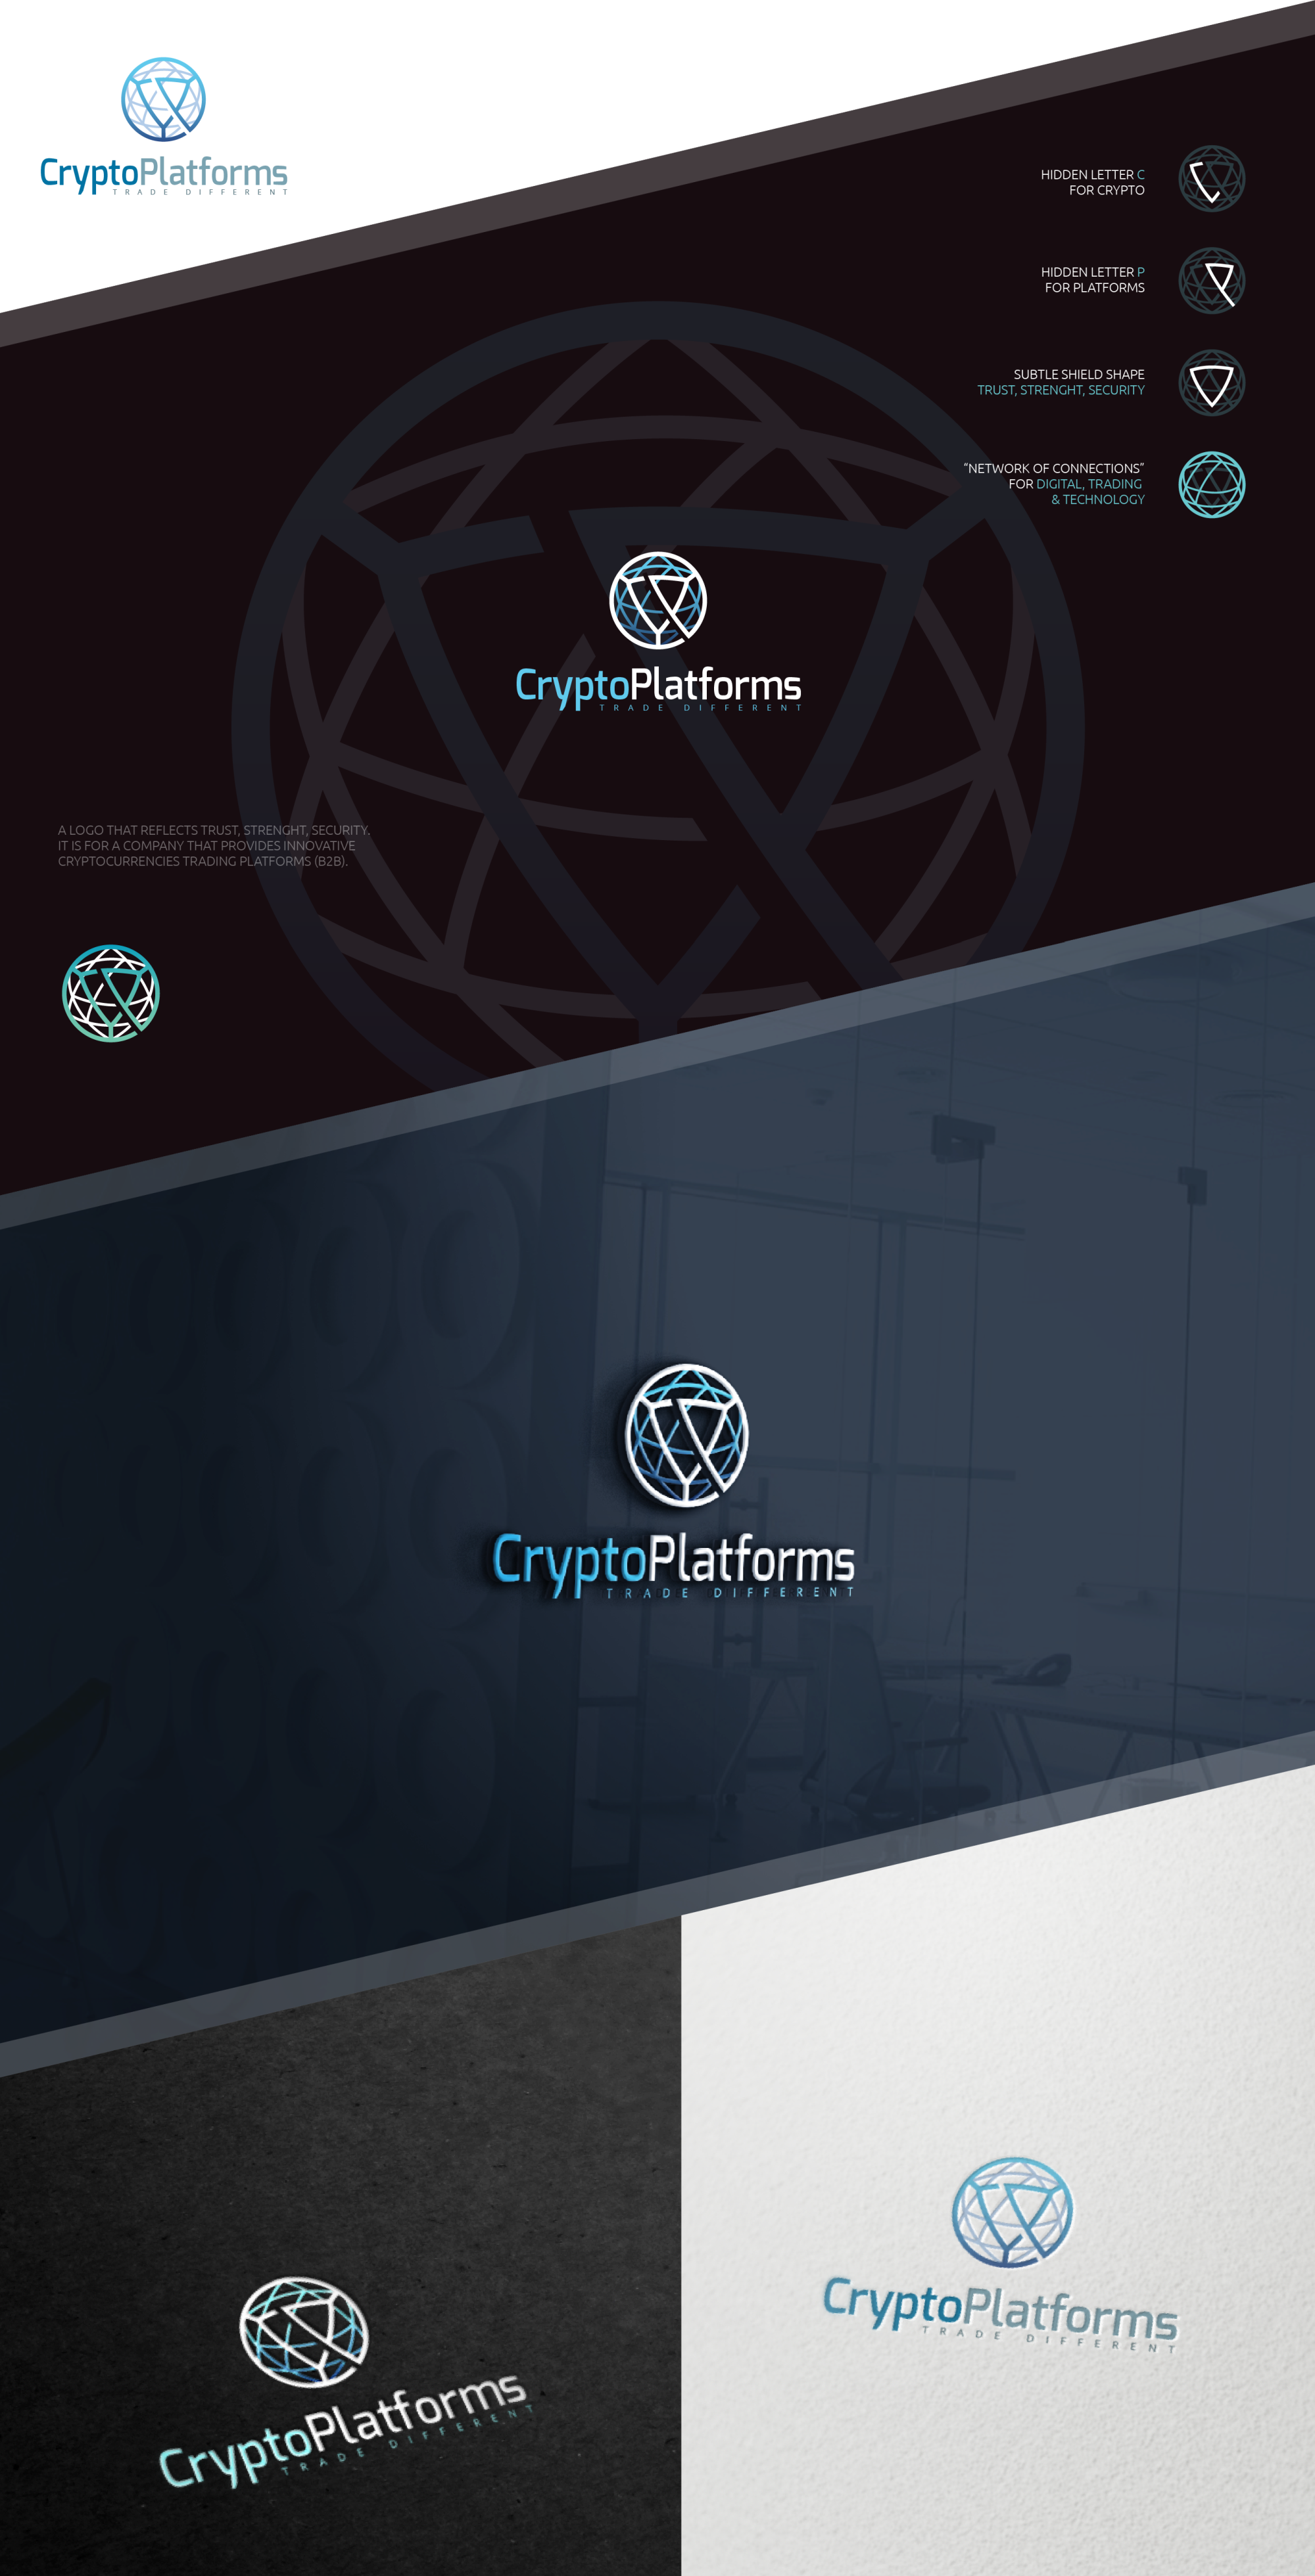 CryptoPlatforms
TRADE DIFFERENT
HIDDEN LETTER C
FOR CRYPTO
HIDDEN LETTER P
FOR PLATFORMS
SUBTLE SHIELD SHAPE
TRUST, STRENGHT, SECURITY
“NETWORK OF CONNECTIONS”
FOR DIGITAL, TRADING
& TECHNOLOGY
CryptoPlatforms
TRADE DIFFERENT
A LOGO THAT REFLECTS TRUST, STRENGHT, SECURITY.
IT IS FOR A COMPANY THAT PROVIDES INNOVATIVE
CRYPTOCURRENCIES TRADING PLATFORMS (B2B).
CryptoPlatforms
TRADE DIFFERENT
CryptoPlatforms
TRADE DIFFERENT
CryptoPlatforms
TRADE DIFFERENT